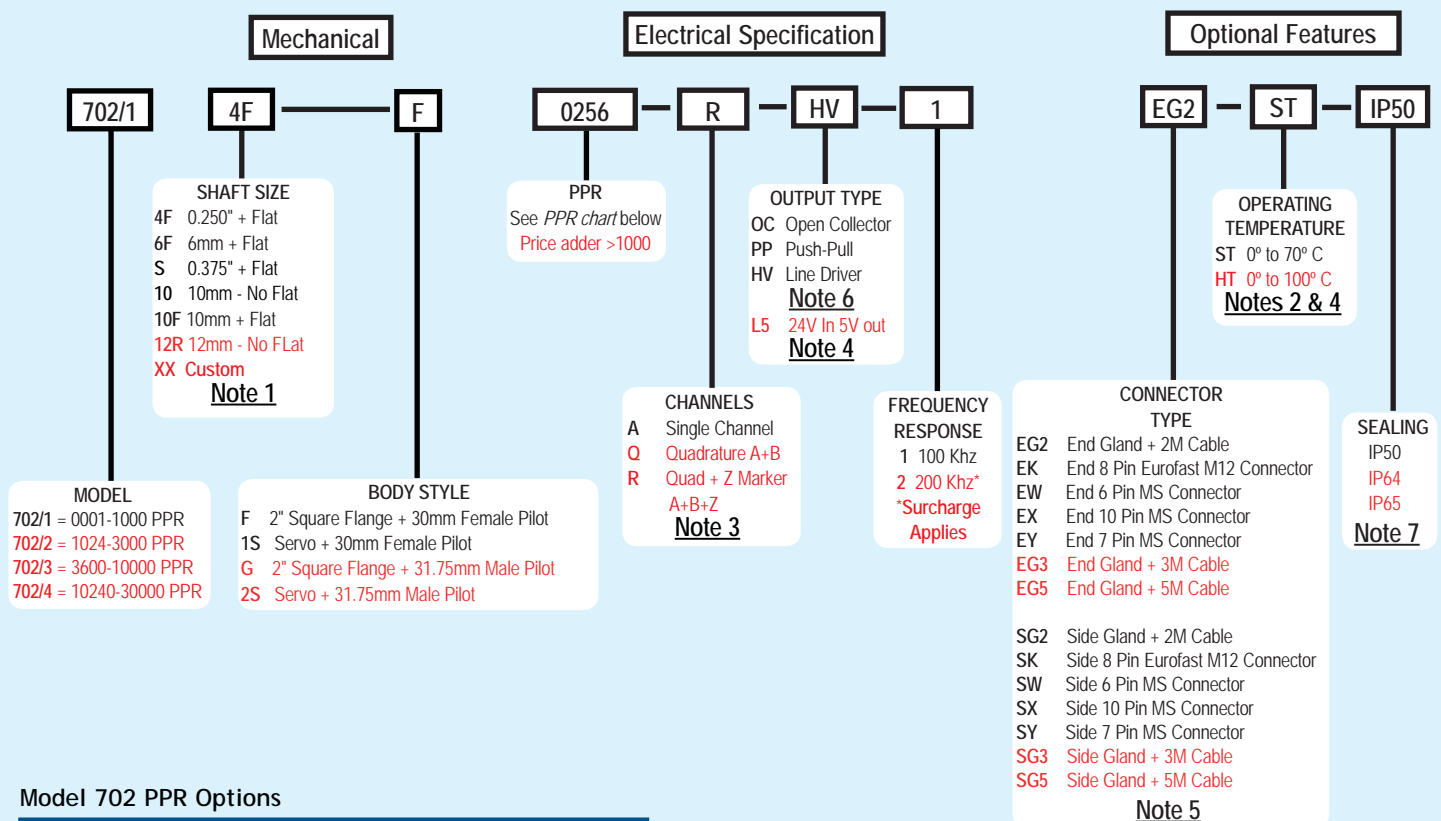 Mechanical
Electrical Specification
Optional Features
702/1
4F
F
0256
R
HV
1
EG2
ST
IP50
SHAFT SIZE
4F 0.250" + Flat
6F 6mm + Flat
S 0.375" + Flat
10 10mm - No Flat
10F 10mm + Flat
12R 12mm - No FLat
XX Custom
Note 1
PPR
See PPR chart below
Price adder >1000
OUTPUT TYPE
OC Open Collector
PP Push-Pull
HV Line Driver
Note 6
L5 24V In 5V out
Note 4
OPERATING
TEMPERATURE
ST 0º to 70º C
HT 0º to 100º C
Notes 2 & 4
MODEL
702/1 = 0001-1000 PPR
702/2 = 1024-3000 PPR
702/3 = 3600-10000 PPR
702/4 = 10240-30000 PPR
BODY STYLE
F 2" Square Flange + 30mm Female Pilot
1S Servo + 30mm Female Pilot
G 2" Square Flange + 31.75mm Male Pilot
2S Servo + 31.75mm Male Pilot
CHANNELS
A Single Channel
Q Quadrature A+B
R Quad + Z Marker
A+B+Z
Note 3
FREQUENCY
RESPONSE
1 100 Khz
2 200 Khz*
*Surcharge
Applies
CONNECTOR
TYPE
EG2 End Gland + 2M Cable
EK End 8 Pin Eurofast M12 Connector
EW End 6 Pin MS Connector
EX End 10 Pin MS Connector
EY End 7 Pin MS Connector
EG3 End Gland + 3M Cable
EG5 End Gland + 5M Cable
SG2 Side Gland + 2M Cable
SK Side 8 Pin Eurofast M12 Connector
SW Side 6 Pin MS Connector
SX Side 10 Pin MS Connector
SY Side 7 Pin MS Connector
SG3 Side Gland + 3M Cable
SG5 Side Gland + 5M Cable
Note 5
SEALING
IP50
IP64
IP65
Note 7
Model 702 PPR Options